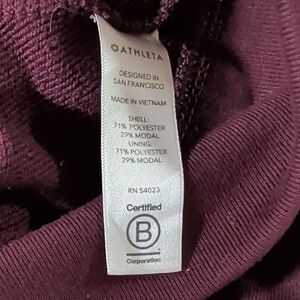 ATHLETA
DESIGNED IN
SAN FRANCISCO
MADE IN VIETNAM
SHELL:
71% POLYESTER
29% MODAL
LINING:
71% POLYESTER
29% MODAL
RN 54023
Certified
B
Corporation